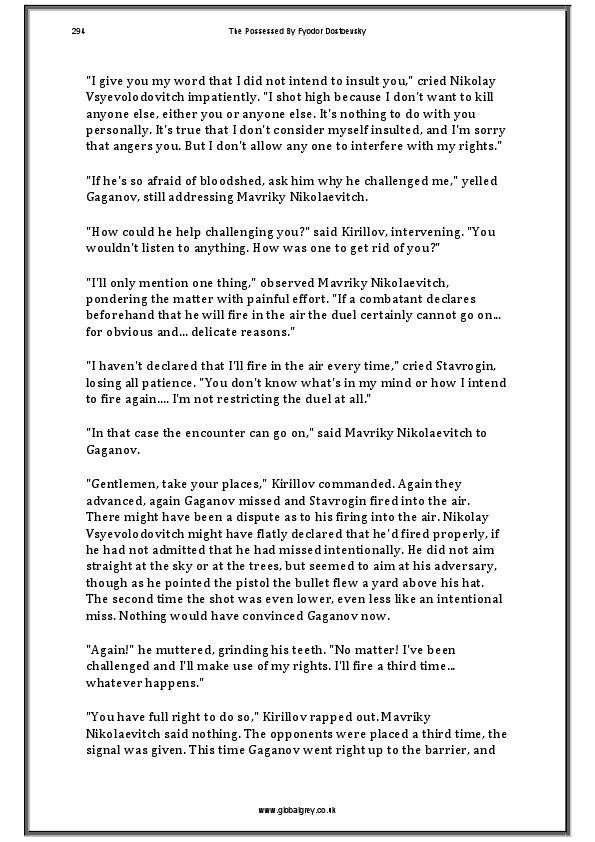 294 The Possessed By Fyodor Dostoevsky
"I give you my word that I did not intend to insult you," cried Nikolay
Vsyevolodovitch impatiently. "I shot high because I don't want to kill
anyone else, either you or anyone else. It's nothing to do with you
personally. It's true that I don't consider myself insulted, and I'm sorry
that angers you. But I don't allow any one to interfere with my rights."
"If he's so afraid of bloodshed, ask him why he challenged me," yelled
Gaganov, still addressing Mavriky Nikolaevitch.
"How could he help challenging you?" said Kirillov, intervening. "You
wouldn't listen to anything. How was one to get rid of you?"
"I'll only mention one thing," observed Mavriky Nikolaevitch,
pondering the matter with painful effort. "If a combatant declares
beforehand that he will fire in the air the duel certainly cannot go on...
for obvious and... delicate reasons."
"I haven't declared that I'll fire in the air every time," cried Stavrogin,
losing all patience. "You don't know what's in my mind or how I intend
to fire again.... I'm not restricting the duel at all."
"In that case the encounter can go on," said Mavriky Nikolaevitch to
Gaganov.
"Gentlemen, take your places," Kirillov commanded. Again they
advanced, again Gaganov missed and Stavrogin fired into the air.
There might have been a dispute as to his firing into the air. Nikolay
Vsyevolodovitch might have flatly declared that he'd fired properly, if
he had not admitted that he had missed intentionally. He did not aim
straight at the sky or at the trees, but seemed to aim at his adversary,
though as he pointed the pistol the bullet flew a yard above his hat.
The second time the shot was even lower, even less like an intentional
miss. Nothing would have convinced Gaganov now.
"Again!" he muttered, grinding his teeth. "No matter! I've been
challenged and I'll make use of my rights. I'll fire a third time...
whatever happens."
"You have full right to do so," Kirillov rapped out. Mavriky
Nikolaevitch said nothing. The opponents were placed a third time, the
signal was given. This time Gaganov went right up to the barrier, and
www.globalgrey.co.uk